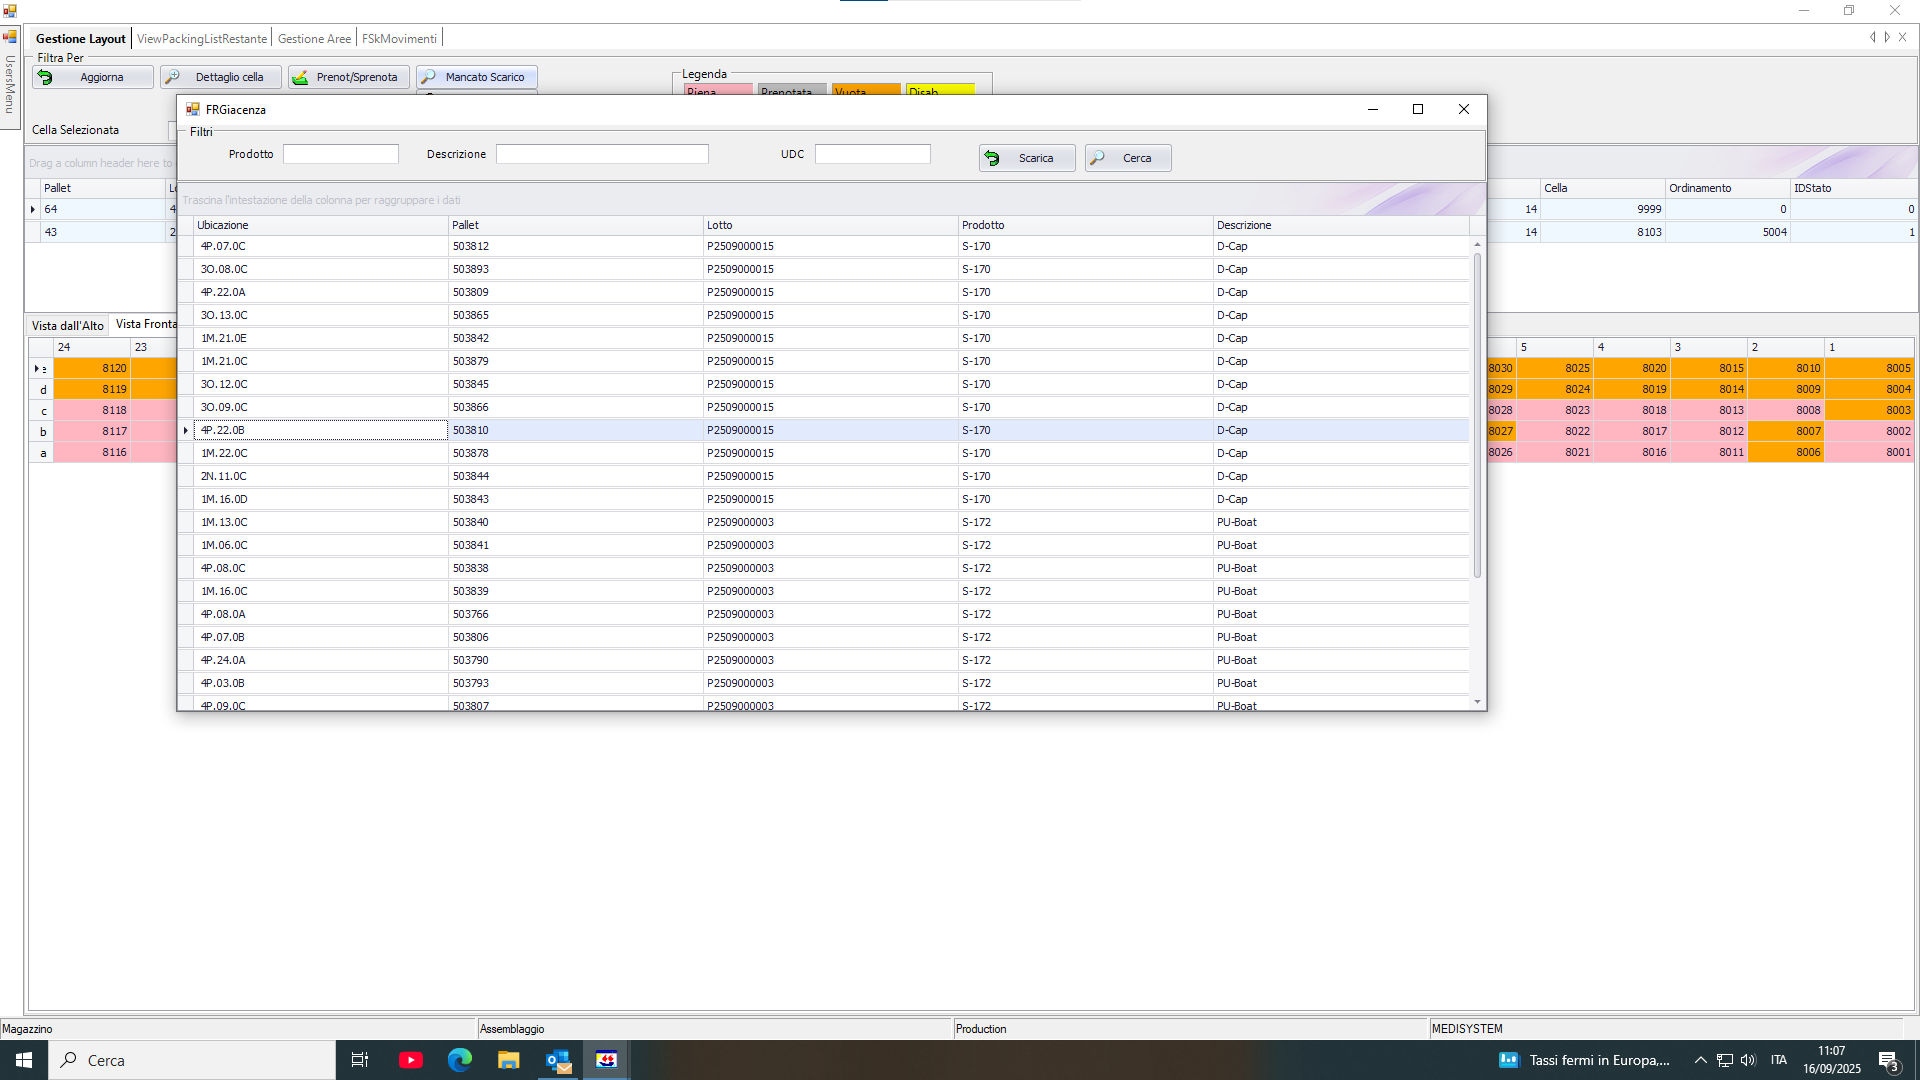 Gestione Layout ViewPackingListRestante Gestione Aree FSkMovimenti
UsersMenu
Filtra Per
Aggiorna Dettaglio cella Prenot/Sprenota Mancato Scarico
Legenda
Piena Prenotata Vuota Disab
Cella Selezionata
FRGiacenza
Filtri
Prodotto Descrizione UDC Scarica Cerca
Drag a column header here to
Trascina l'intestazione della colonna per raggruppare i dati
Pallet Cella Ordinamento IDStato
64 4 14 9999 0 0
43 2 14 8103 5004 1
Ubicazione Pallet Lotto Prodotto Descrizione
4P.07.0C 503812 P2509000015 S-170 D-Cap
3O.08.0C 503893 P2509000015 S-170 D-Cap
4P.22.0A 503809 P2509000015 S-170 D-Cap
3O.13.0C 503865 P2509000015 S-170 D-Cap
1M.21.0E 503842 P2509000015 S-170 D-Cap
1M.21.0C 503879 P2509000015 S-170 D-Cap
3O.12.0C 503845 P2509000015 S-170 D-Cap
3O.09.0C 503866 P2509000015 S-170 D-Cap
4P.22.0B 503810 P2509000015 S-170 D-Cap
1M.22.0C 503878 P2509000015 S-170 D-Cap
2N.11.0C 503844 P2509000015 S-170 D-Cap
1M.16.0D 503843 P2509000015 S-170 D-Cap
1M.13.0C 503840 P2509000003 S-172 PU-Boat
1M.06.0C 503841 P2509000003 S-172 PU-Boat
4P.08.0C 503838 P2509000003 S-172 PU-Boat
1M.16.0C 503839 P2509000003 S-172 PU-Boat
4P.08.0A 503766 P2509000003 S-172 PU-Boat
4P.07.0B 503806 P2509000003 S-172 PU-Boat
4P.24.0A 503790 P2509000003 S-172 PU-Boat
4P.03.0B 503793 P2509000003 S-172 PU-Boat
4P.09.0C 503807 P2509000003 S-172 PU-Boat
Vista dall'Alto Vista Fronta
24 23 5 4 3 2 1
8120 8030 8025 8020 8015 8010 8005
d 8119 8029 8024 8019 8014 8009 8004
c 8118 8028 8023 8018 8013 8008 8003
b 8117 8027 8022 8017 8012 8007 8002
a 8116 8026 8021 8016 8011 8006 8001
Magazzino Assemblaggio Production MEDISYSTEM
Cerca
Tassi fermi in Europa,... ITA 11:07
16/09/2025 3